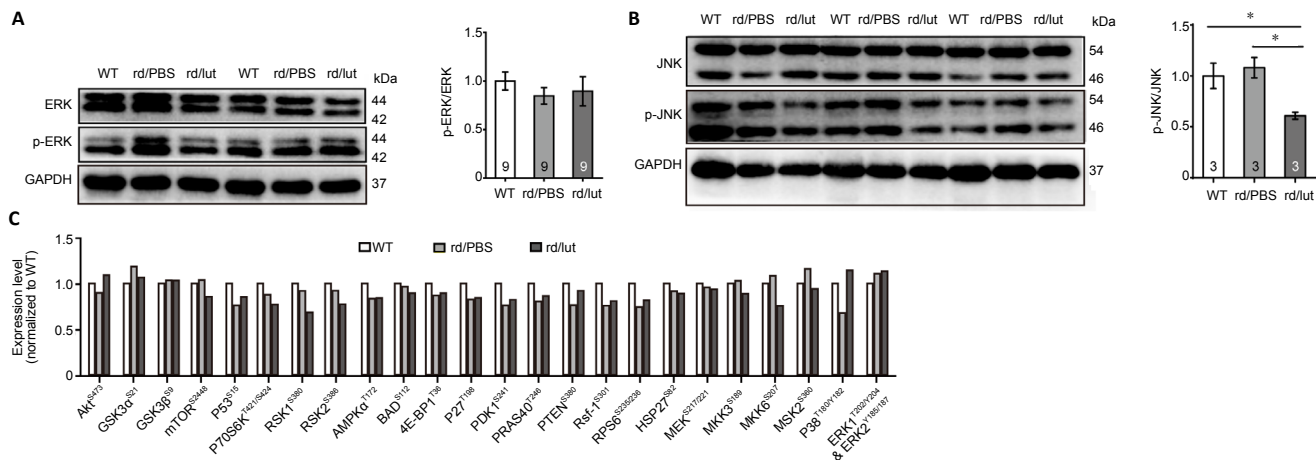 A
WT rd/PBS rd/lut WT rd/PBS rd/lut kDa
ERK 44
42
p-ERK 44
42
GAPDH 37
1.5
1.0
0.5
0
p-ERK/ERK
9 9 9
WT rd/PBS rd/lut
B
WT rd/PBS rd/lut WT rd/PBS rd/lut WT rd/PBS rd/lut kDa
JNK 54
46
p-JNK 54
46
GAPDH 37
* 
*
1.5
1.0
0.5
0
p-JNK/JNK
3 3 3
WT rd/PBS rd/lut
C
WT rd/PBS rd/lut
1.5
1.0
0.5
0
Expression level
(normalized to WT)
Akt^S473
GSK3α^S21
GSK3β^S9
mTOR^S2448
P53^S15
P70S6K^T421/S424
RSK1^S380
RSK2^S386
AMPKα^T172
BAD^S112
4E-BP1^T36
P27^T198
PDK1^S241
PRAS40^T246
PTEN^S380
Rsf-1^S301
RPS6^S235/236
HSP27^S82
MEK^S217/221
MKK3^S189
MKK6^S207
MSK2^S360
P38^T180/Y182
ERK1^T202/Y204
& ERK2^Y185/187